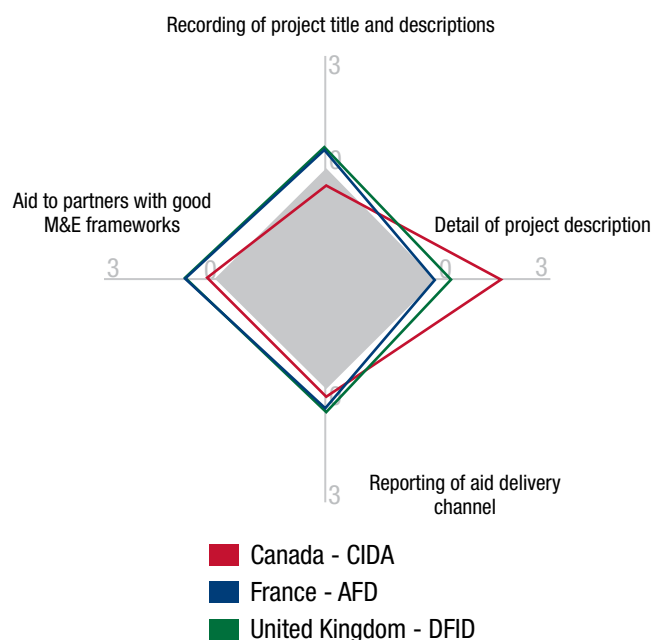 Recording of project title and descriptions
3
0
Aid to partners with good
M&E frameworks
Detail of project description
3
0
0
3
0
3
Reporting of aid delivery
channel
Canada - CIDA
France - AFD
United Kingdom - DFID